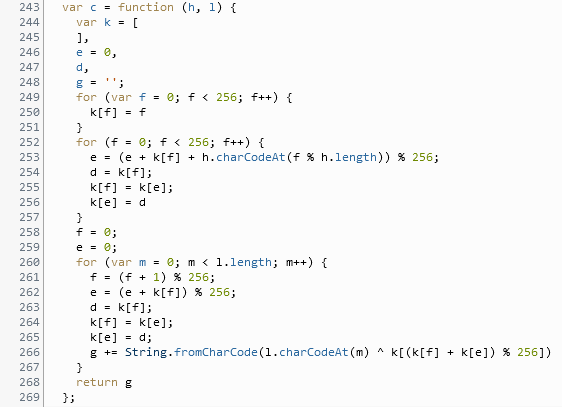 243 var c = function (h, l) {
244 var k = [
245 ],
246 e = 0,
247 d,
248 g = '';
249 for (var f = 0; f < 256; f++) {
250 k[f] = f
251 }
252 for (f = 0; f < 256; f++) {
253 e = (e + k[f] + h.charCodeAt(f % h.length)) % 256;
254 d = k[f];
255 k[f] = k[e];
256 k[e] = d
257 }
258 f = 0;
259 e = 0;
260 for (var m = 0; m < l.length; m++) {
261 f = (f + 1) % 256;
262 e = (e + k[f]) % 256;
263 d = k[f];
264 k[f] = k[e];
265 k[e] = d;
266 g += String.fromCharCode(l.charCodeAt(m) ^ k[(k[f] + k[e]) % 256])
267 }
268 return g
269 };